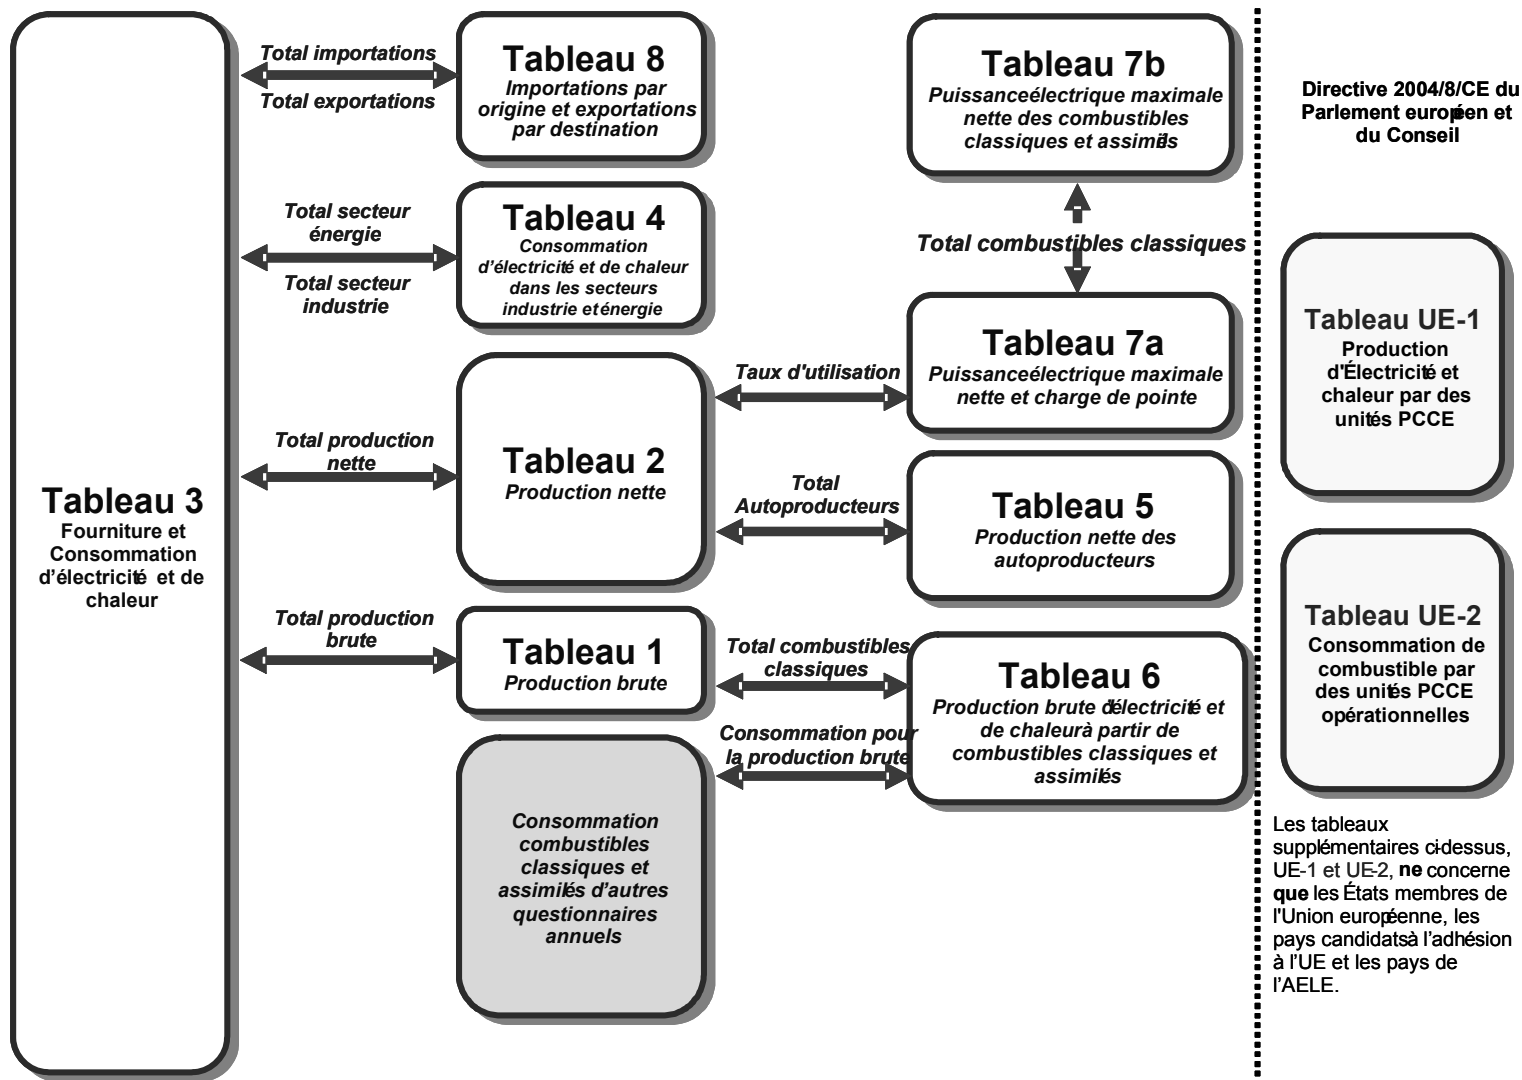 Tableau 3
Fourniture et
Consommation
d'électricité et de
chaleur
Total importations
Total exportations
Tableau 8
Importations par
origine et exportations
par destination
Total secteur
énergie
Total secteur
industrie
Tableau 4
Consommation
d'électricité et de chaleur
dans les secteurs
industrie et énergie
Total production
nette
Tableau 2
Production nette
Total production
brute
Tableau 1
Production brute
Consommation
combustibles
classiques et
assimilés d'autres
questionnaires
annuels
Tableau 7b
Puissance électrique maximale
nette des combustibles
classiques et assimilés
Total combustibles classiques
Taux d'utilisation
Tableau 7a
Puissance électrique maximale
nette et charge de pointe
Total
Autoproducteurs
Tableau 5
Production nette des
autoproducteurs
Total combustibles
classiques
Consommation pour
la production brute
Tableau 6
Production brute d'électricité et
de chaleur à partir de
combustibles classiques et
assimilés
Directive 2004/8/CE du
Parlement européen et
du Conseil
Tableau UE-1
Production
d'Électricité et
chaleur par des
unités PCCE
Tableau UE-2
Consommation de
combustible par
des unités PCCE
opérationnelles
Les tableaux
supplémentaires ci-dessus,
UE-1 et UE-2, ne concerne
que les États membres de
l'Union européenne, les
pays candidats à l'adhésion
à l'UE et les pays de
l'AELE.